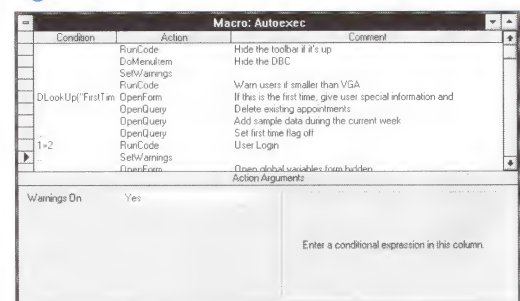 Macro: Autoexec
Condition Action Comment
RunCode Hide the toolbar if it's up
DoMenuItem Hide the DBC
SetWarnings
RunCode Warn users if smaller than VGA
DLookUp("FirstTim OpenForm If this is the first time, give user special information and
... OpenQuery Delete existing appointments
... OpenQuery Add sample data during the current week
... OpenQuery Set first time flag off
1=2 RunCode User Login
... SetWarnings
OpenForm Open global variables form hidden
Action Arguments
Warnings On Yes
Enter a conditional expression in this column.